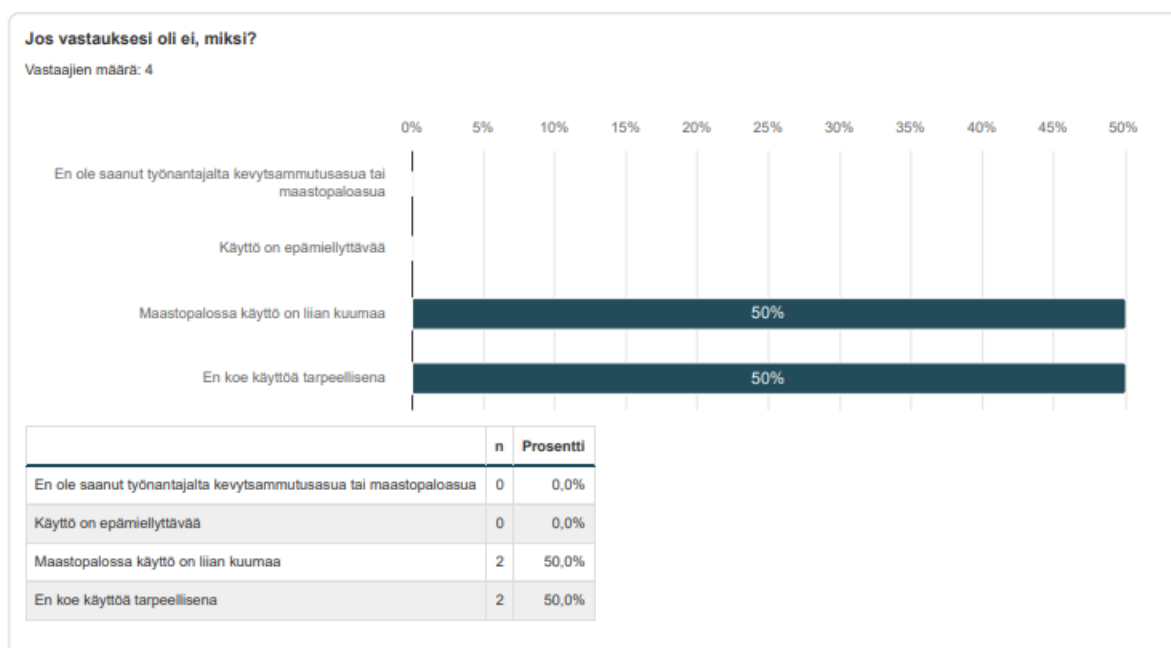 Jos vastauksesi oli ei, miksi?
Vastaajien määrä: 4
0% 5% 10% 15% 20% 25% 30% 35% 40% 45% 50%
En ole saanut työnantajalta kevytsammutusasua tai
maastopaloasua
Käyttö on epämiellyttävää
Maastopalossa käyttö on liian kuumaa 50%
En koe käyttöä tarpeellisena 50%
n Prosentti
En ole saanut työnantajalta kevytsammutusasua tai maastopaloasua 0 0,0%
Käyttö on epämiellyttävää 0 0,0%
Maastopalossa käyttö on liian kuumaa 2 50,0%
En koe käyttöä tarpeellisena 2 50,0%